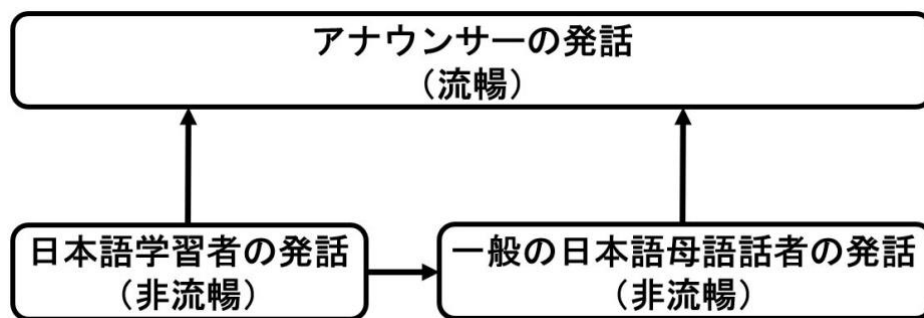 アナウンサーの発話
（流暢）
日本語学習者の発話
（非流暢）
一般の日本語母語話者の発話
（非流暢）